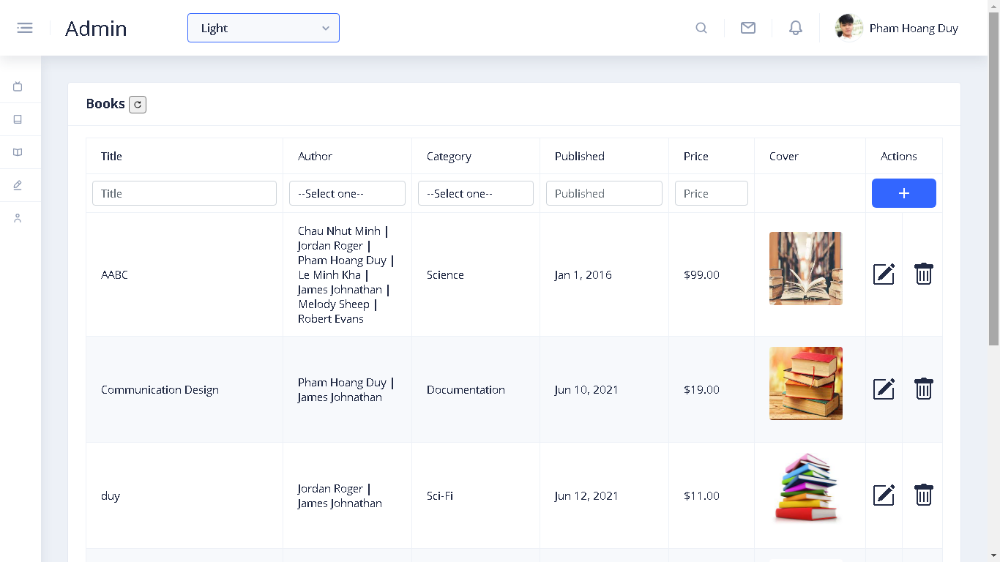 Admin
Light
Pham Hoang Duy
Books
Title Author Category Published Price Cover Actions
Title --Select one-- --Select one-- Published Price
AABC
Chau Nhut Minh |
Jordan Roger |
Pham Hoang Duy |
Le Minh Kha |
James Johnathan |
Melody Sheep |
Robert Evans
Science
Jan 1, 2016
$99.00
Communication Design
Pham Hoang Duy |
James Johnathan
Documentation
Jun 10, 2021
$19.00
duy
Jordan Roger |
James Johnathan
Sci-Fi
Jun 12, 2021
$11.00